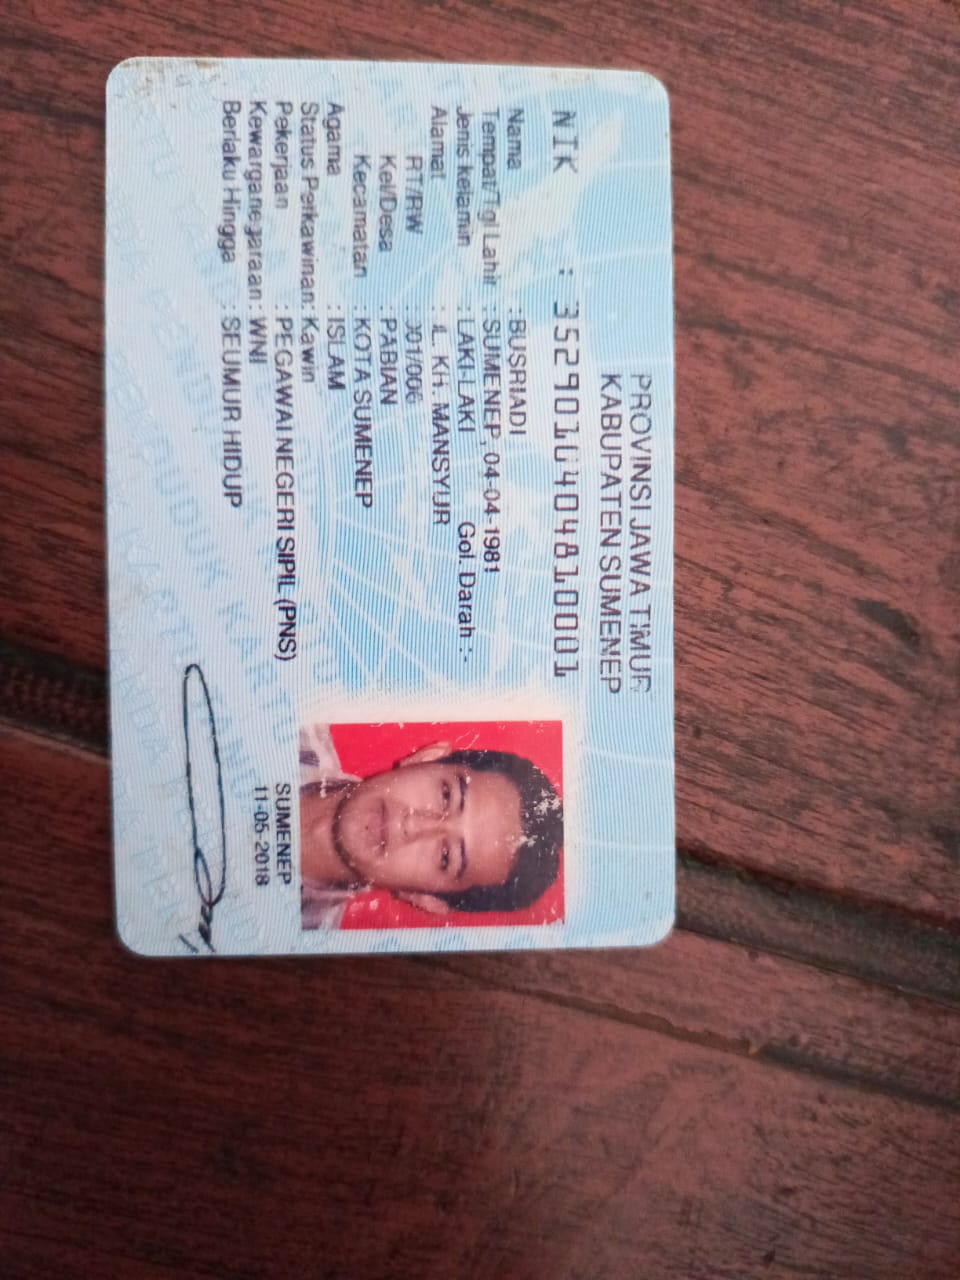 PROVINSI JAWA TIMUR
KABUPATEN SUMENEP
NIK : 3529010404810001
Nama : BUSRIADI
Tempat/Tgl Lahir : SUMENEP, 04-04-1981
Jenis kelamin : LAKI-LAKI Gol. Darah : -
Alamat : JL. KH. MANSYUR
RT/RW : 001/006
Kel/Desa : PABIAN
Kecamatan : KOTA SUMENEP
Agama : ISLAM
Status Perkawinan: Kawin
Pekerjaan : PEGAWAI NEGERI SIPIL (PNS)
Kewarganegaraan: WNI
Berlaku Hingga : SEUMUR HIDUP
SUMENEP
11-05-2018